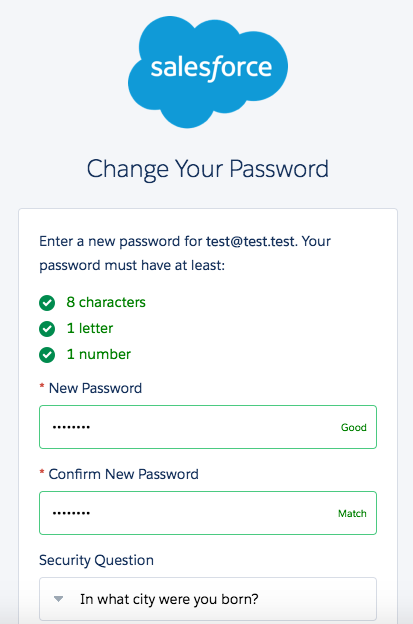 salesforce
Change Your Password
Enter a new password for test@test.test. Your
password must have at least:
8 characters
1 letter
1 number
* New Password
•••••••• Good
* Confirm New Password
•••••••• Match
Security Question
In what city were you born?